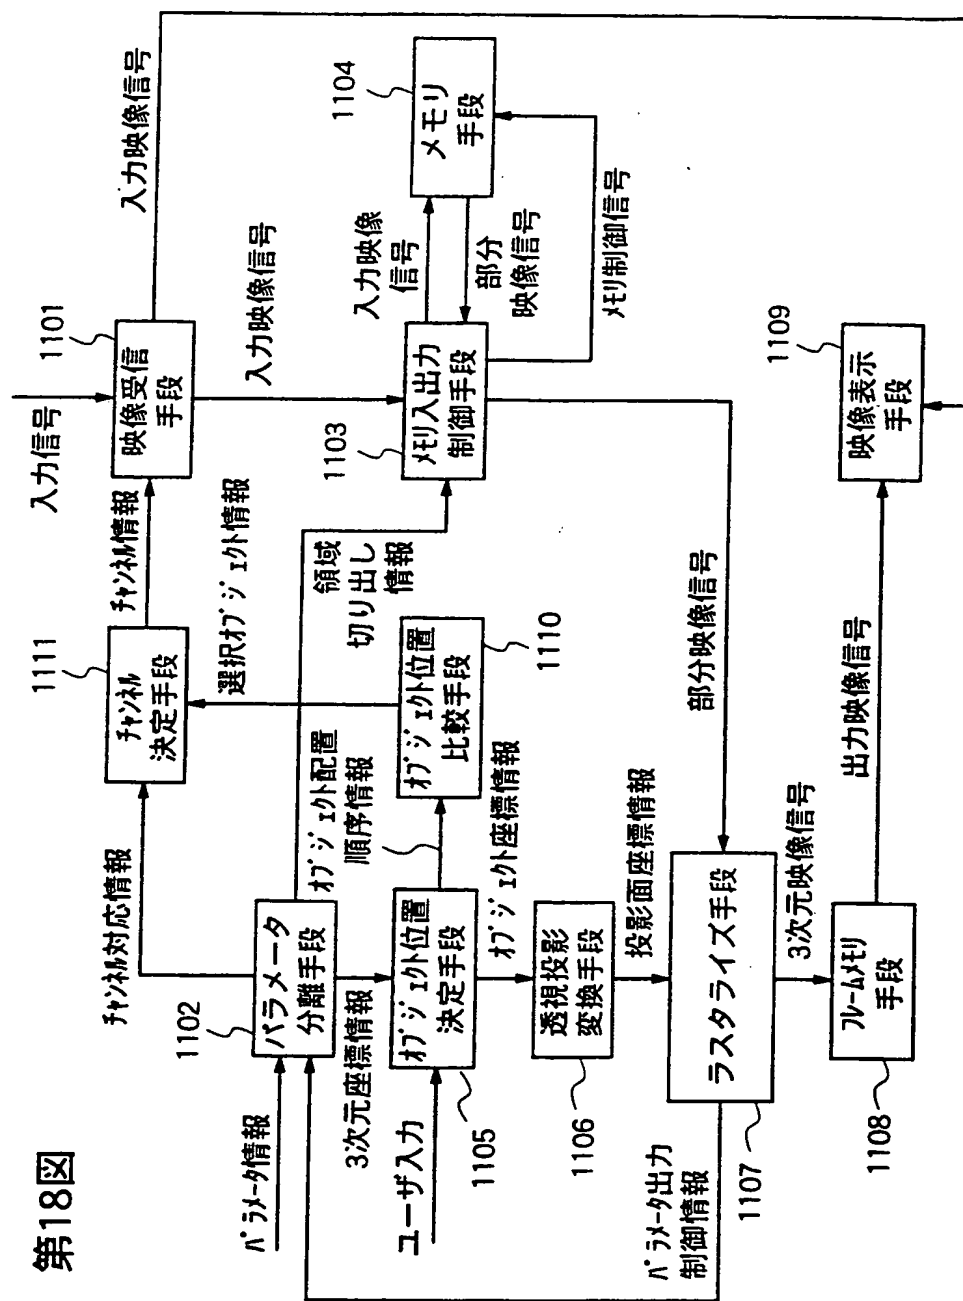 第18図
入力信号
1101
映像受信
手段
入力映像信号
入力映像信号
チャンネル情報
1111
チャンネル
決定手段
選択オブジェクト情報
チャンネル対応情報
パラメータ情報
1102
パラメータ
分離手段
領域
切り出し
情報
1103
メモリ入出力
制御手段
入力映像
信号
部分
映像信号
1104
メモリ
手段
メモリ制御信号
3次元座標情報
ユーザ入力
オブジェクト位置
決定手段
1105
オブジェクト配置
順序情報
オブジェクト位置
比較手段
1110
オブジェクト座標情報
透視投影
変換手段
1106
投影面座標情報
部分映像信号
ラスタライズ手段
1107
パラメータ出力
制御情報
3次元映像信号
フレームメモリ
手段
1108
出力映像信号
映像表示
手段
1109